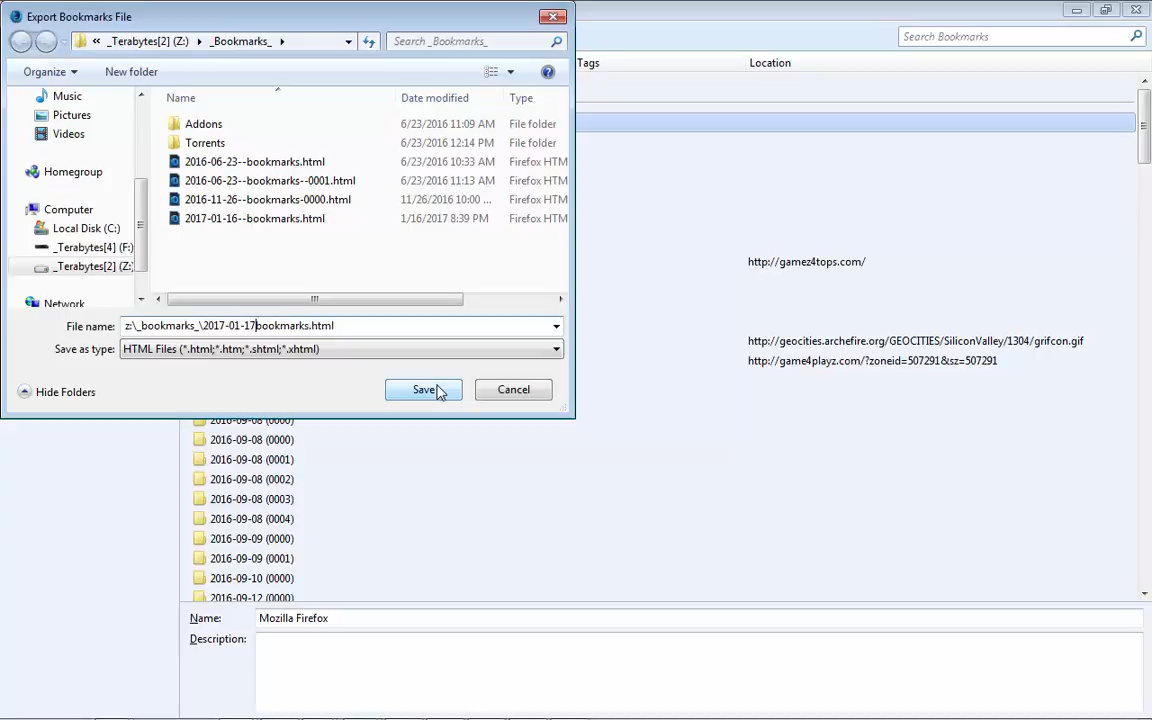 Export Bookmarks File
« _Terabytes[2] (Z:) _Bookmarks_ Search _Bookmarks_ Search Bookmarks
Organize New folder Tags Location
Music Name Date modified Type
Pictures Addons 6/23/2016 11:09 AM File folder
Videos Torrents 6/23/2016 12:14 PM File folder
2016-06-23--bookmarks.html 6/23/2016 10:33 AM Firefox HTM
Homegroup 2016-06-23--bookmarks--0001.html 6/23/2016 11:13 AM Firefox HTM
2016-11-26--bookmarks-0000.html 11/26/2016 10:00 ... Firefox HTM
Computer 2017-01-16--bookmarks.html 1/16/2017 8:39 PM Firefox HTM
Local Disk (C:)
_Terabytes[4] (F:)
_Terabytes[2] (Z:
http://gamez4tops.com/
Network
File name: z:\_bookmarks_\2017-01-17bookmarks.html
http://geocities.archefire.org/GEOCITIES/SiliconValley/1304/grifcon.gif
Save as type: HTML Files (*.html;*.htm;*.shtml;*.xhtml)
http://game4playz.com/?zoneid=507291&sz=507291
Hide Folders Save Cancel
2016-09-08 (0000)
2016-09-08 (0000)
2016-09-08 (0001)
2016-09-08 (0002)
2016-09-08 (0003)
2016-09-08 (0004)
2016-09-09 (0000)
2016-09-09 (0001)
2016-09-10 (0000)
2016-09-12 (0000)
Name: Mozilla Firefox
Description: